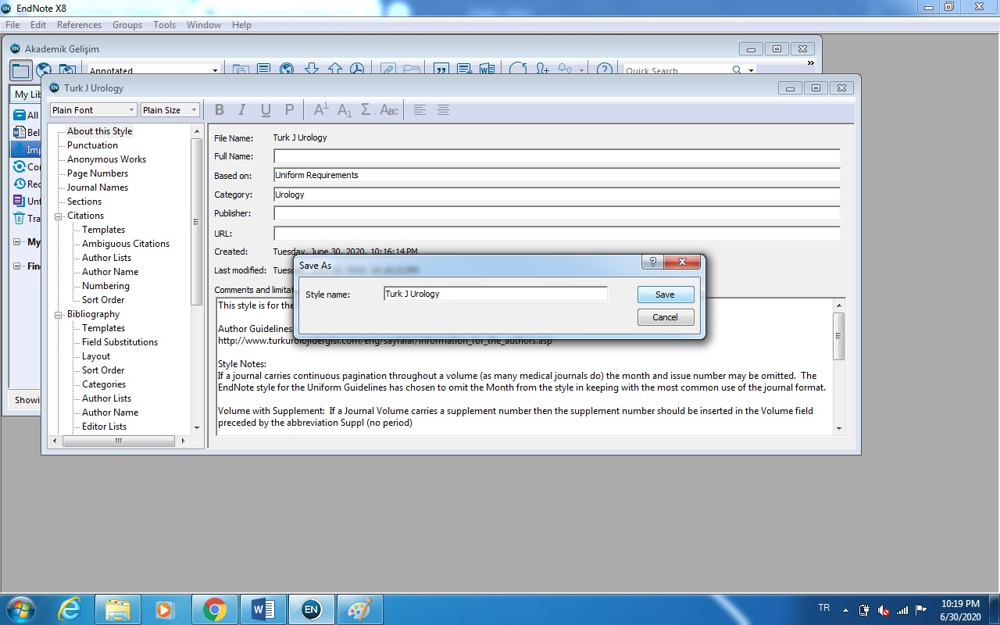 EndNote X8
File Edit References Groups Tools Window Help
Akademik Gelişim
Annotated
Quick Search
My Lib
Turk J Urology
Plain Font
Plain Size
B I U P A1 A1 Σ ABC
All
Bel
Imp
Con
Rec
Unf
Tra
My
Find
Showi
About this Style
Punctuation
Anonymous Works
Page Numbers
Journal Names
Sections
Citations
Templates
Ambiguous Citations
Author Lists
Author Name
Numbering
Sort Order
Bibliography
Templates
Field Substitutions
Layout
Sort Order
Categories
Author Lists
Author Name
Editor Lists
File Name: Turk J Urology
Full Name:
Based on: Uniform Requirements
Category: Urology
Publisher:
URL:
Created: Tuesday, June 30, 2020, 10:16:14 PM
Last modified: Tuesd
Comments and limitat
This style is for the
Author Guidelines
http://www.turkurolojidergisi.com/eng/sayfalar/information_for_the_authors.asp
Style Notes:
If a journal carries continuous pagination throughout a volume (as many medical journals do) the month and issue number may be omitted. The
EndNote style for the Uniform Guidelines has chosen to omit the Month from the style in keeping with the most common use of the journal format.
Volume with Supplement: If a Journal Volume carries a supplement number then the supplement number should be inserted in the Volume field
preceded by the abbreviation Suppl (no period)
Save As
Style name: Turk J Urology
Save
Cancel
EN
TR
10:19 PM
6/30/2020